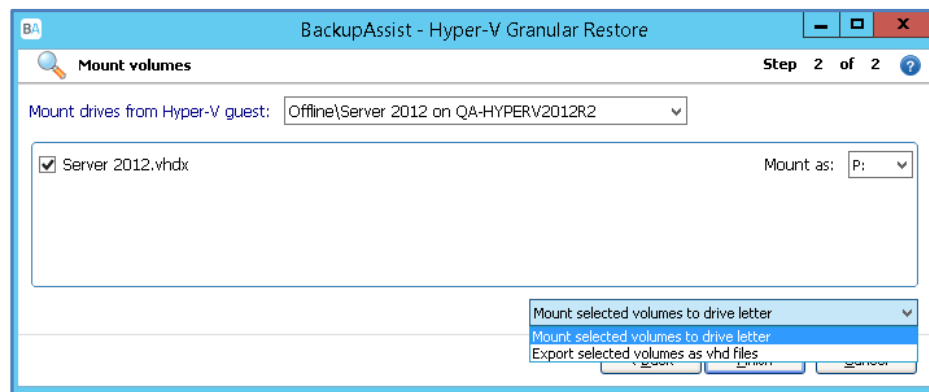 BA BackupAssist - Hyper-V Granular Restore x
Mount volumes Step 2 of 2 ?
Mount drives from Hyper-V guest: Offline\Server 2012 on QA-HYPERV2012R2
Server 2012.vhdx Mount as: P:
Mount selected volumes to drive letter
Mount selected volumes to drive letter
Export selected volumes as vhd files